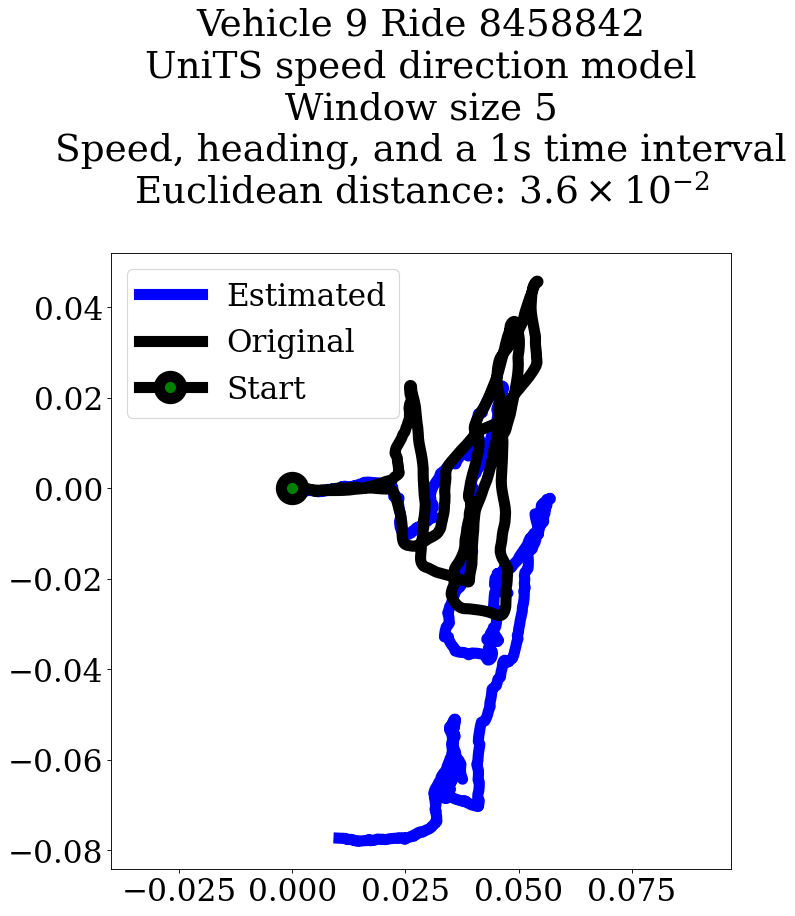 Vehicle 9 Ride 8458842
UniTS speed direction model
Window size 5
Speed, heading, and a 1s time interval
Euclidean distance: 3.6 × 10⁻²
Estimated
Original
Start
0.04
0.02
0.00
−0.02
−0.04
−0.06
−0.08
−0.025 0.000 0.025 0.050 0.075